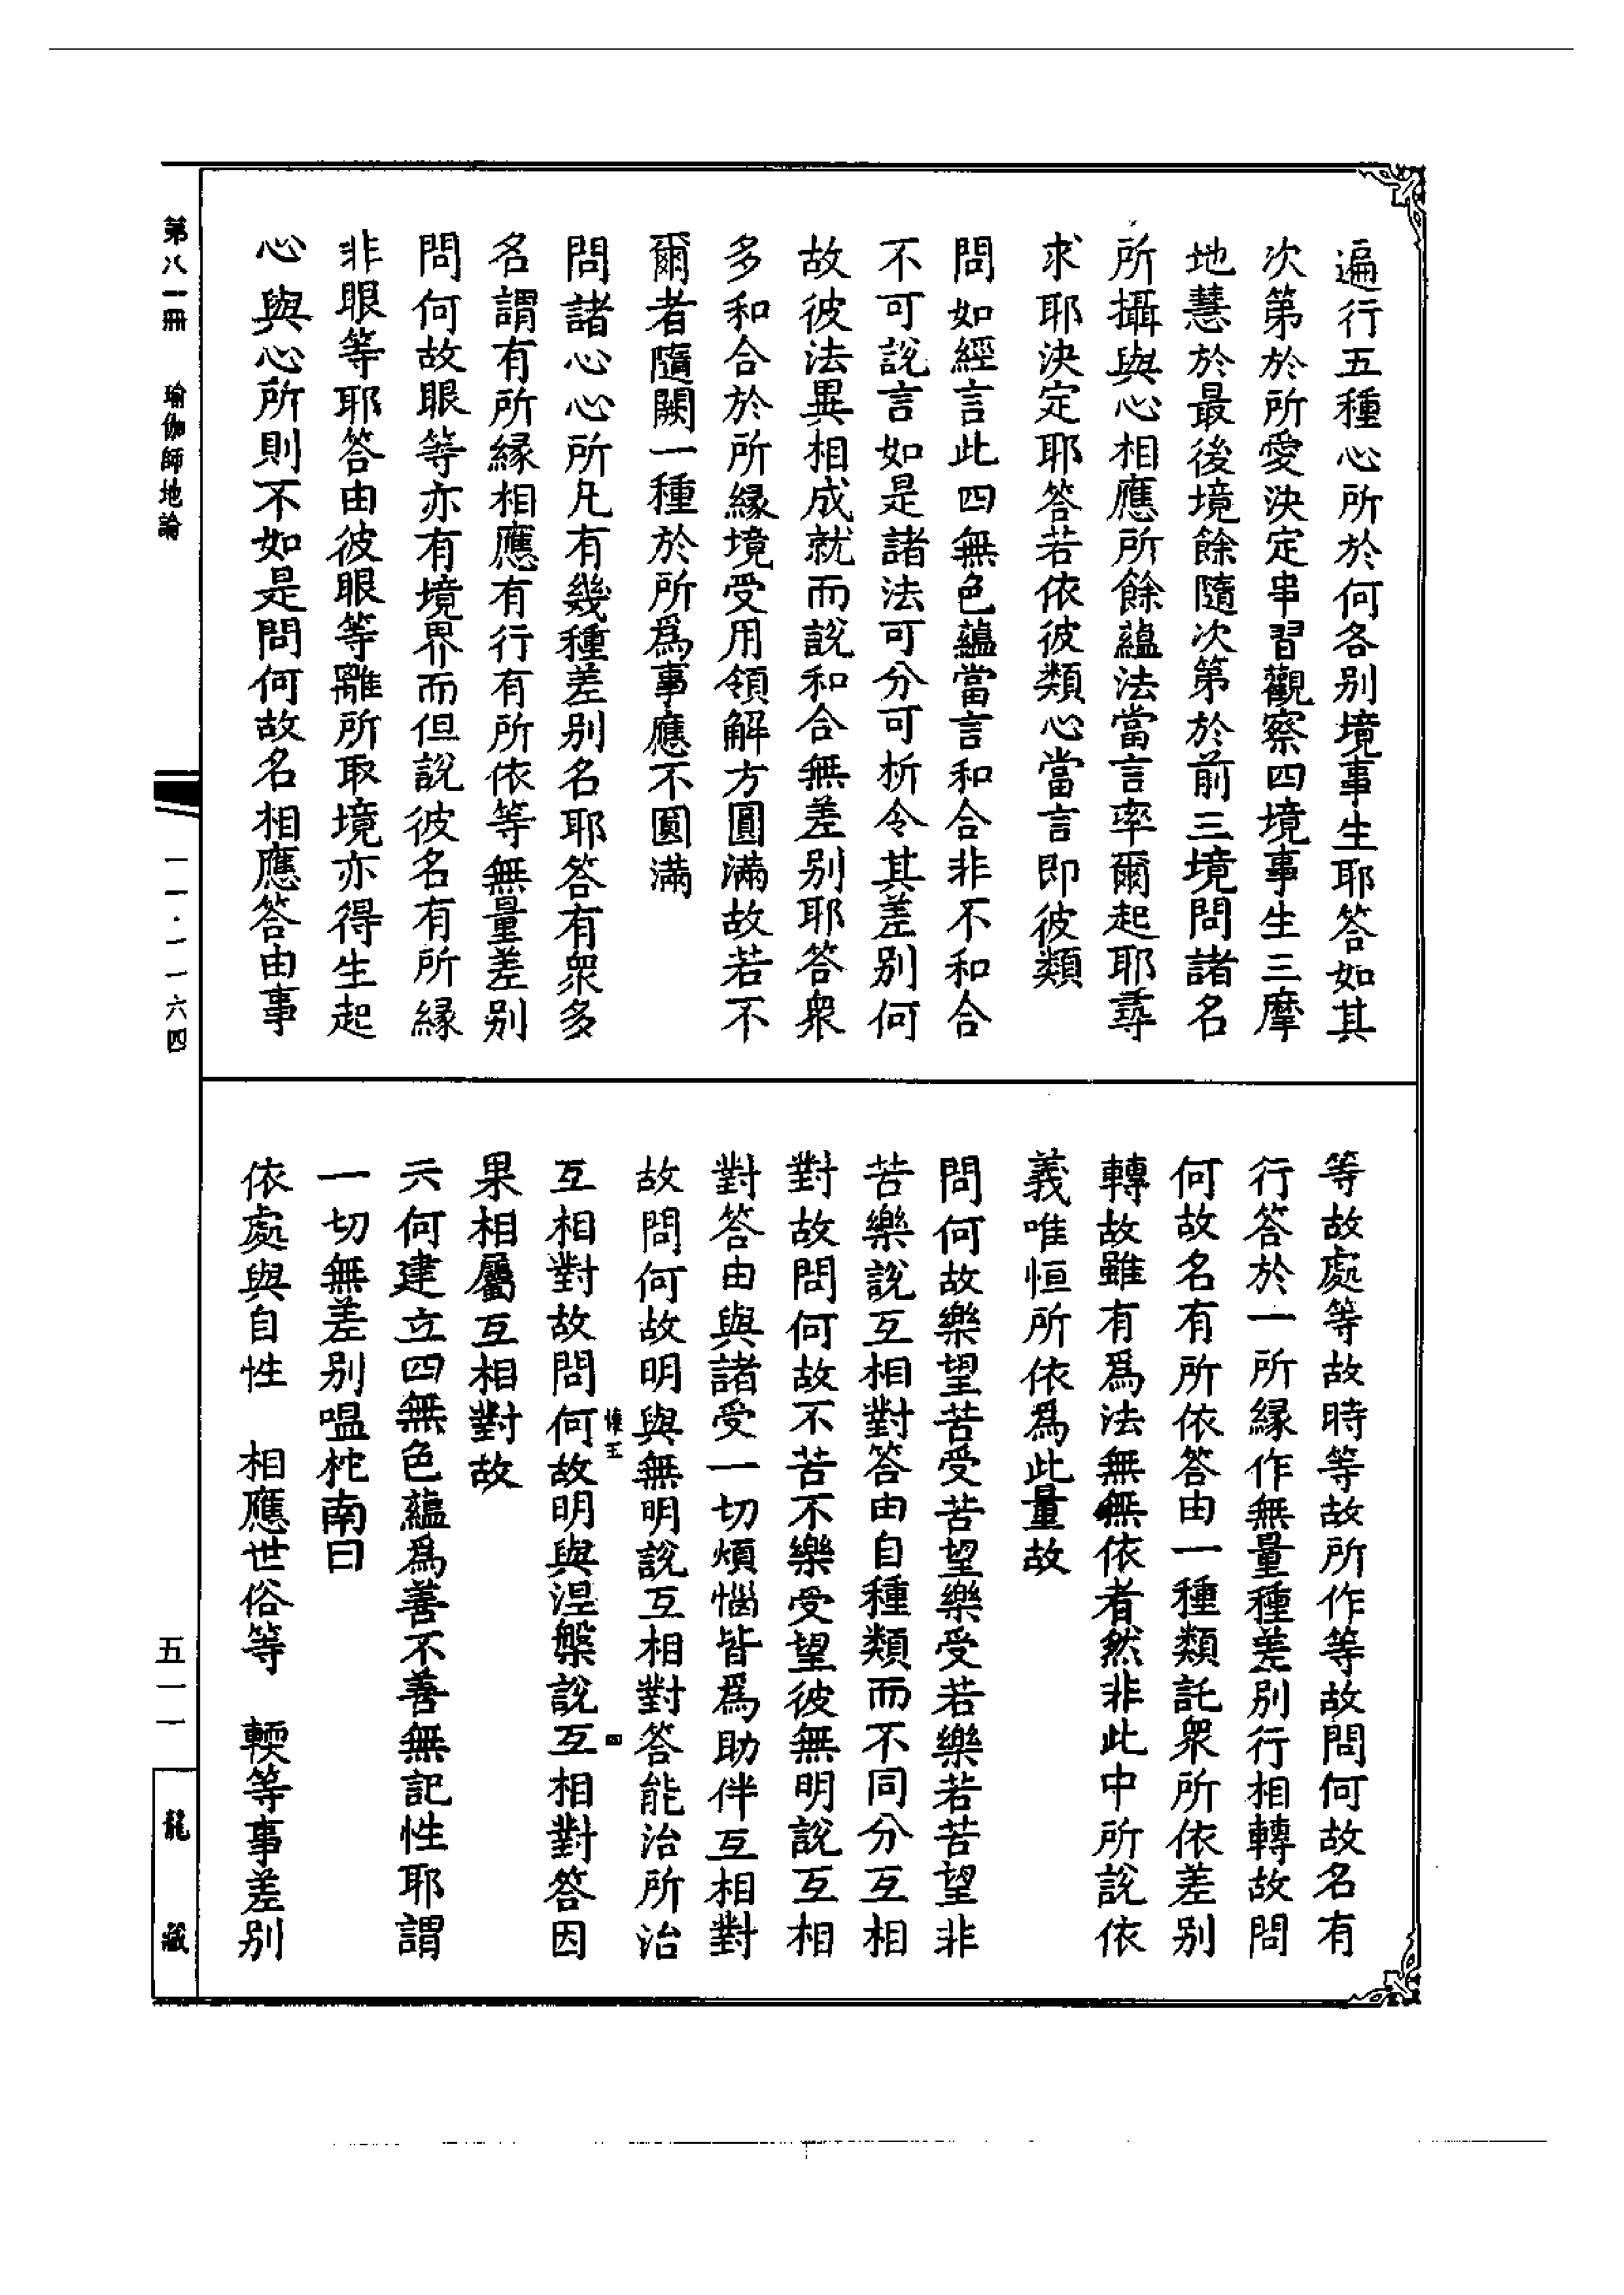 遍行五種心所於何各別境事生耶答如其
次第於所愛決定串習觀察四境事生三摩
地慧於最後境餘隨次第於前三境問諸名
所攝與心相應所餘蘊法當言率爾起耶尋
求耶決定耶答若依彼類心當言即彼類
問如經言此四無色蘊當言和合非不和合
不可說言如是諸法可分可析令其差別何
故彼法異相成就而說和合無差別耶答衆
多和合於所緣境受用領解方圓滿故若不
爾者隨闕一種於所爲事應不圓滿
問諸心心所凡有幾種差別名耶答有衆多
名謂有所緣相應有行有所依等無量差別
問何故眼等亦有境界而但說彼名有所緣
非眼等耶答由彼眼等離所取境亦得生起
心與心所則不如是問何故名相應答由事
等故處等故時等故所作等故問何故名有
行答於一所緣作無量種差別行相轉故問
何故名有所依答由一種類託衆所依差別
轉故雖有爲法無無依者然非此中所說依
義唯恒所依爲此量故
問何故樂望苦受苦望樂受若樂若苦望非
苦樂說互相對答由自種類而不同分互相
對故問何故不苦不樂受望彼無明說互相
對答由與諸受一切煩惱皆爲助伴互相對
故問何故明與無明說互相對答能治所治
互相對故問何故明與涅槃說互相對答因
果相屬互相對故
云何建立四無色蘊爲善不善無記性耶謂
一切無差別嗢柁南曰
依處與自性　相應世俗等　輭等事差別
四
第八一冊　瑜伽師地論
一一·一一六四
五一一
龍藏